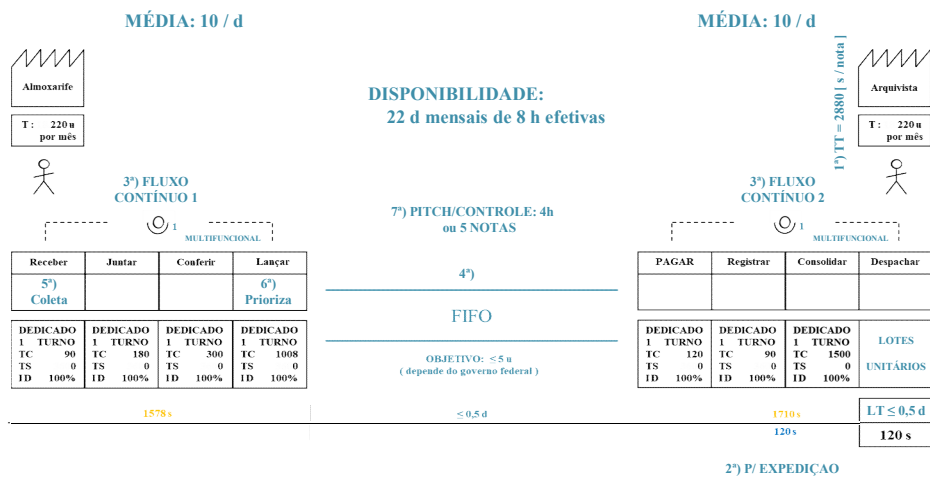 MÉDIA: 10 / d
MÉDIA: 10 / d
Almoxarife
T : 220 u
por mês
DISPONIBILIDADE:
22 d mensais de 8 h efetivas
1ª) TT = 2880 [ s / nota ]
Arquivista
T : 220 u
por mês
3ª) FLUXO
CONTÍNUO 1
1
MULTIFUNCIONAL
7ª) PITCH/CONTROLE: 4h
ou 5 NOTAS
3ª) FLUXO
CONTÍNUO 2
1
MULTIFUNCIONAL
Receber Juntar Conferir Lançar
5ª)
Coleta
6ª)
Prioriza
4ª)
FIFO
OBJETIVO: < 5 u
( depende do governo federal )
PAGAR Registrar Consolidar Despachar
DEDICADO DEDICADO DEDICADO DEDICADO
1 TURNO 1 TURNO 1 TURNO 1 TURNO
TC 90 TC 180 TC 300 TC 1008
TS 0 TS 0 TS 0 TS 0
ID 100% ID 100% ID 100% ID 100%
DEDICADO DEDICADO DEDICADO
1 TURNO 1 TURNO 1 TURNO
TC 120 TC 90 TC 1500
TS 0 TS 0 TS 0
ID 100% ID 100% ID 100%
LOTES
UNITÁRIOS
1578 s
≤ 0,5 d
1710 s
LT ≤ 0,5 d
120 s
120 s
2ª) P/ EXPEDIÇAO